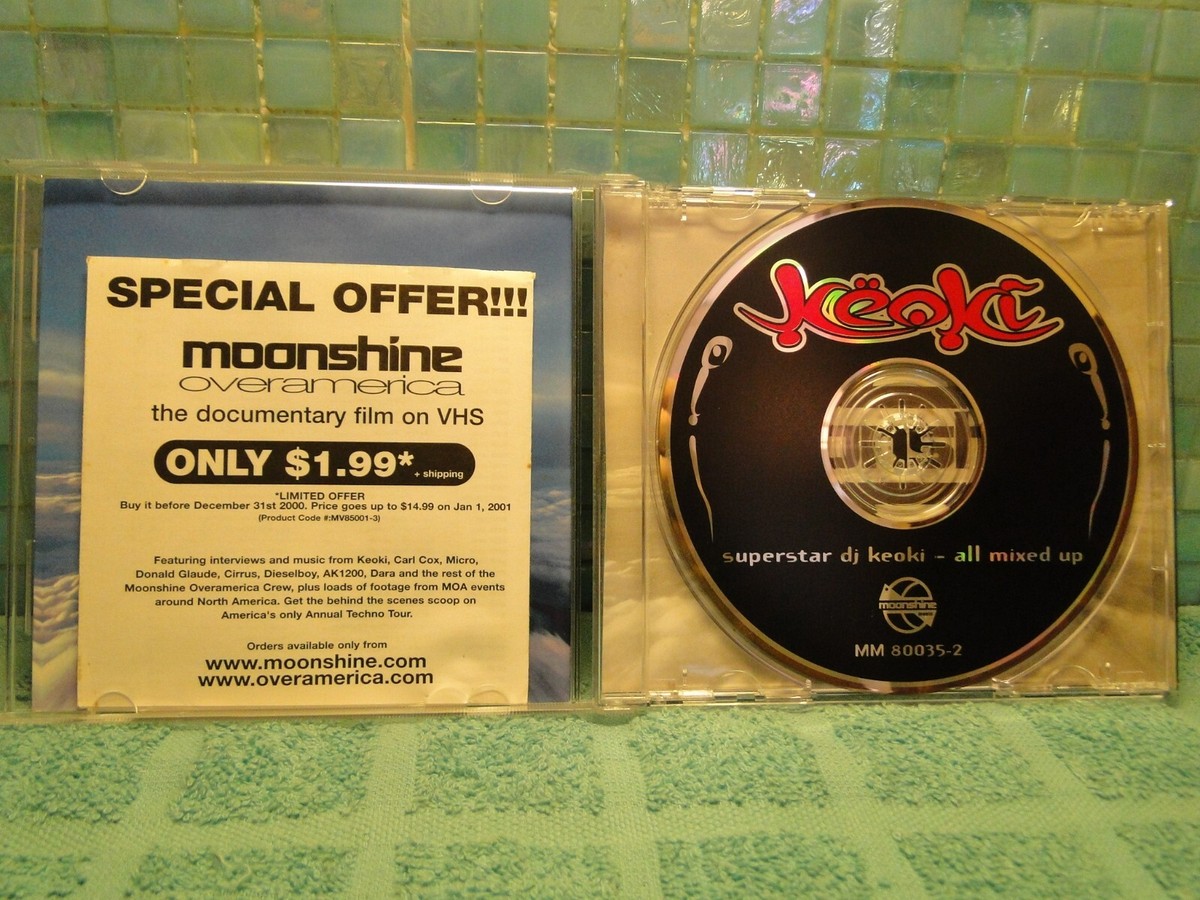 SPECIAL OFFER!!!
moonshine
overamerica
the documentary film on VHS
ONLY $1.99* + shipping
*LIMITED OFFER
Buy it before December 31st 2000. Price goes up to $14.99 on Jan 1, 2001
(Product Code #:MV85001-3)
Featuring interviews and music from Keoki, Carl Cox, Micro,
Donald Glaude, Cirrus, Dieselboy, AK1200, Dara and the rest of the
Moonshine Overamerica Crew, plus loads of footage from MOA events
around North America. Get the behind the scenes scoop on
America's only Annual Techno Tour.
Orders available only from
www.moonshine.com
www.overamerica.com
Këoki
superstar dj keoki - all mixed up
moonshine
MM 80035-2